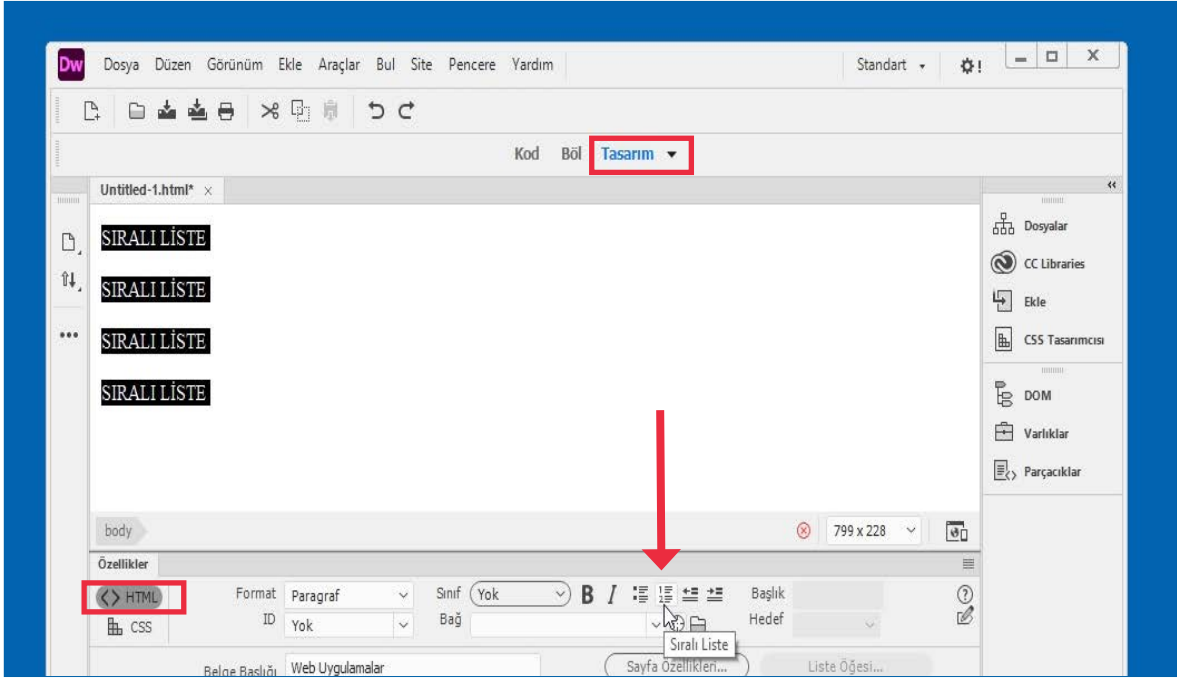 Dw Dosya Düzen Görünüm Ekle Araçlar Bul Site Pencere Yardım Standart
Kod Böl Tasarım
Untitled-1.html*
SIRALI LİSTE
SIRALI LİSTE
SIRALI LİSTE
SIRALI LİSTE
Dosyalar
CC Libraries
Ekle
CSS Tasarımcısı
DOM
Varlıklar
Parçacıklar
body 799 x 228
Özellikler
HTML Format Paragraf Sınıf Yok B I Başlık
CSS ID Yok Bağ Hedef
Sıralı Liste
Belge Başlığı Web Uygulamalar Sayfa Özellikleri... Liste Öğesi...